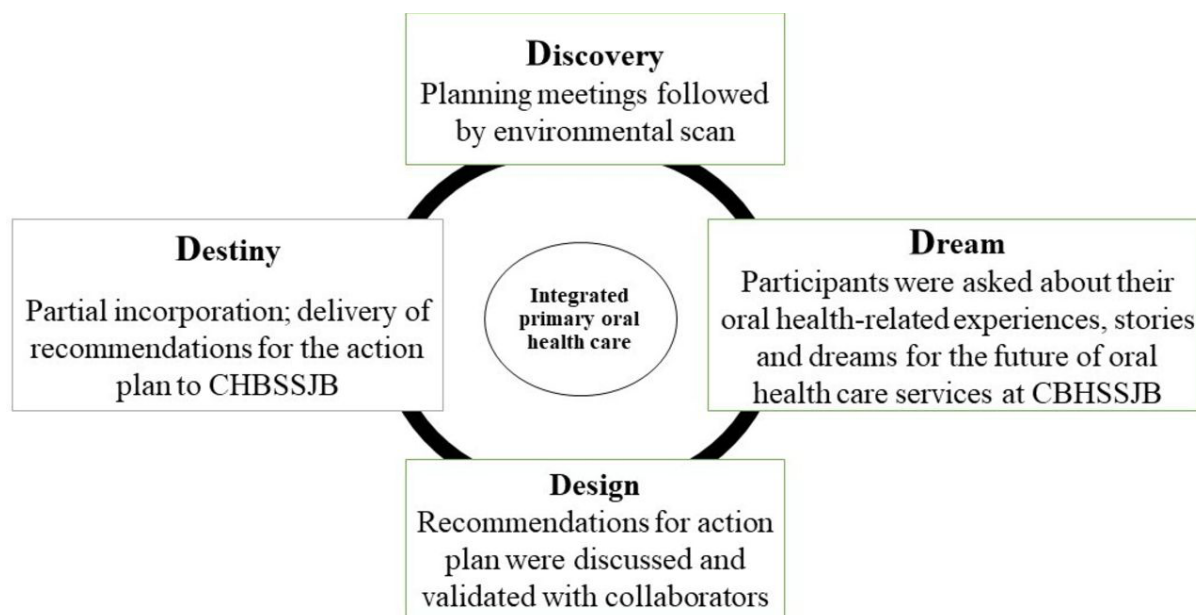 Discovery
Planning meetings followed
by environmental scan
Destiny
Partial incorporation; delivery of
recommendations for the action
plan to CHBSSJB
Integrated
primary oral
health care
Dream
Participants were asked about their
oral health-related experiences, stories
and dreams for the future of oral
health care services at CBHSSJB
Design
Recommendations for action
plan were discussed and
validated with collaborators